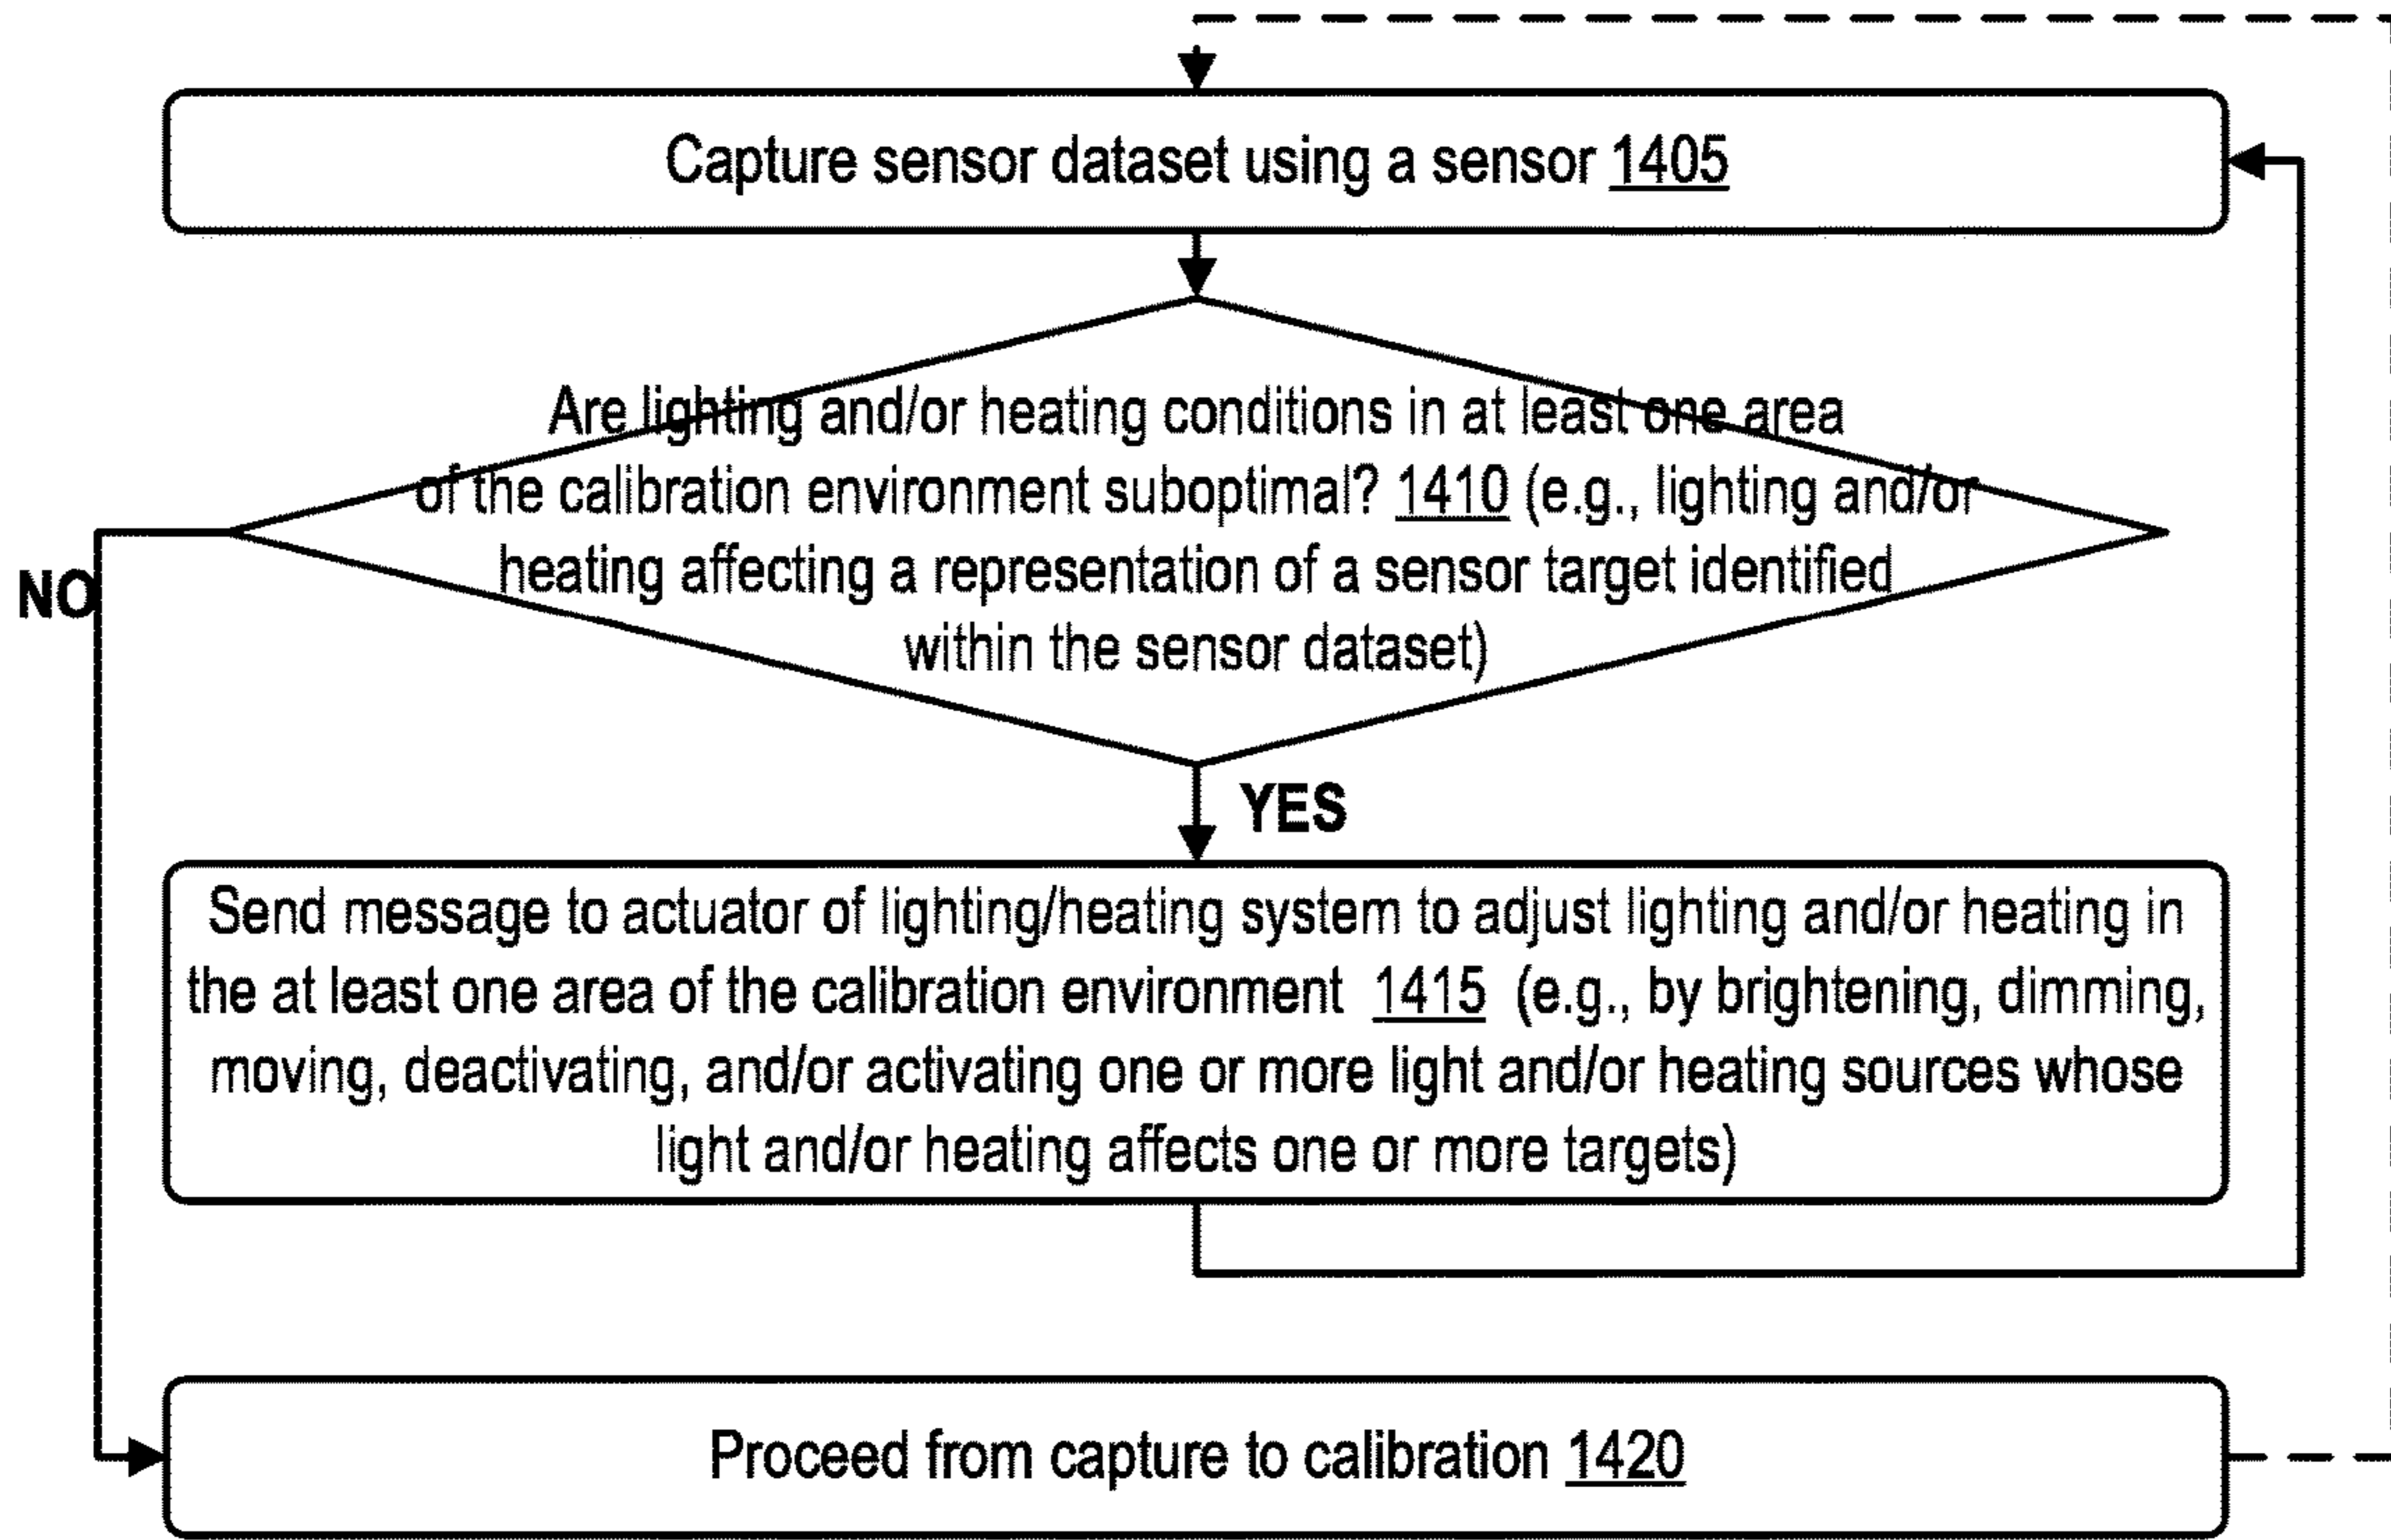 Capture sensor dataset using a sensor 1405
Are lighting and/or heating conditions in at least one area
of the calibration environment suboptimal? 1410 (e.g., lighting and/or
heating affecting a representation of a sensor target identified
within the sensor dataset)
NO
YES
Send message to actuator of lighting/heating system to adjust lighting and/or heating in
the at least one area of the calibration environment 1415 (e.g., by brightening, dimming,
moving, deactivating, and/or activating one or more light and/or heating sources whose
light and/or heating affects one or more targets)
Proceed from capture to calibration 1420